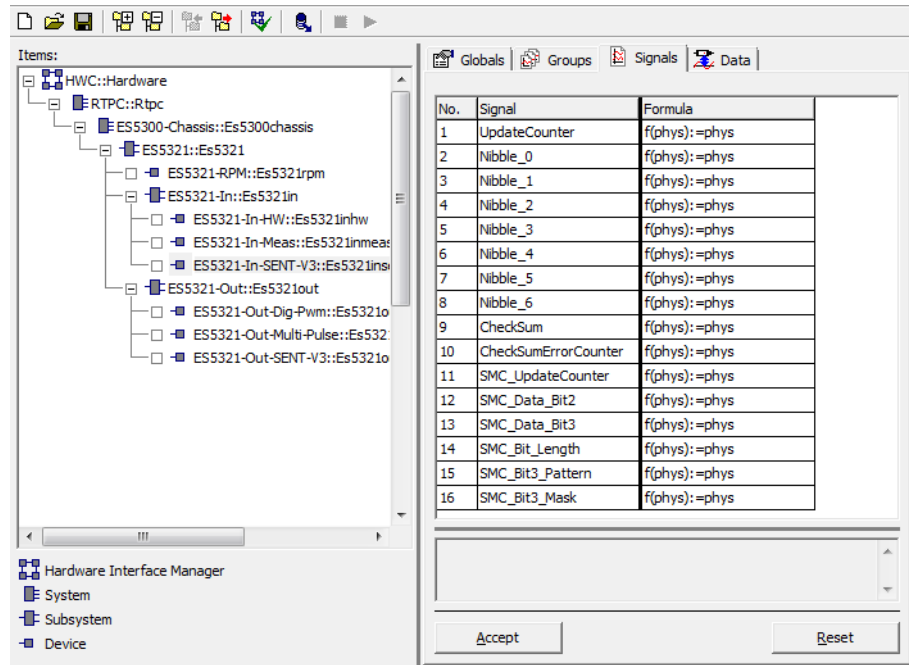 Items:
HWC::Hardware
RTPC::Rtpc
ES5300-Chassis::Es5300chassis
ES5321::Es5321
ES5321-RPM::Es5321rpm
ES5321-In::Es5321in
ES5321-In-HW::Es5321inhw
ES5321-In-Meas::Es5321inmeas
ES5321-In-SENT-V3::Es5321inse
ES5321-Out::Es5321out
ES5321-Out-Dig-Pwm::Es5321o
ES5321-Out-Multi-Pulse::Es532
ES5321-Out-SENT-V3::Es5321o
Hardware Interface Manager
System
Subsystem
Device
Globals Groups Signals Data
No. Signal Formula
1 UpdateCounter f(phys):=phys
2 Nibble_0 f(phys):=phys
3 Nibble_1 f(phys):=phys
4 Nibble_2 f(phys):=phys
5 Nibble_3 f(phys):=phys
6 Nibble_4 f(phys):=phys
7 Nibble_5 f(phys):=phys
8 Nibble_6 f(phys):=phys
9 CheckSum f(phys):=phys
10 CheckSumErrorCounter f(phys):=phys
11 SMC_UpdateCounter f(phys):=phys
12 SMC_Data_Bit2 f(phys):=phys
13 SMC_Data_Bit3 f(phys):=phys
14 SMC_Bit_Length f(phys):=phys
15 SMC_Bit3_Pattern f(phys):=phys
16 SMC_Bit3_Mask f(phys):=phys
Accept Reset